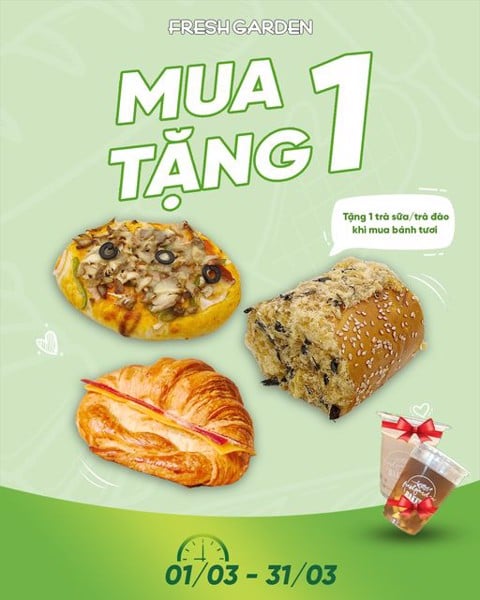 FRESH GARDEN
MUA 1
TẶNG
Tặng 1 trà sữa/trà đào
khi mua bánh tươi
01/03 - 31/03